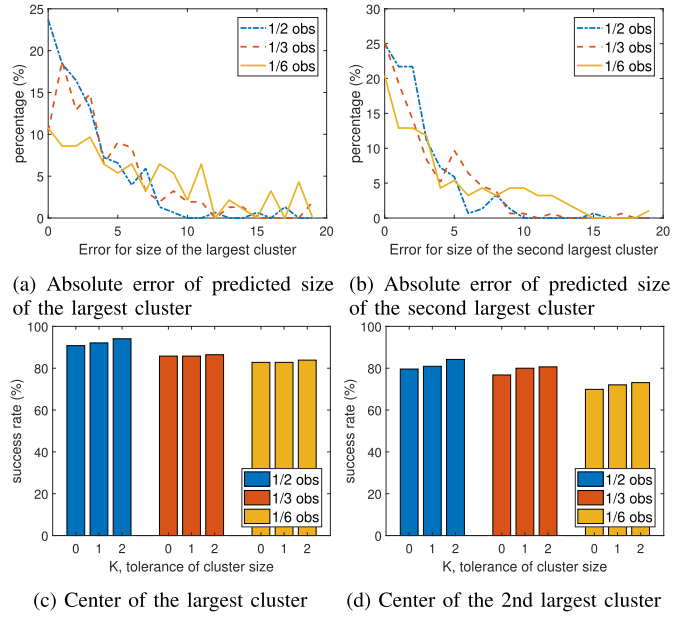 25
20
15
10
5
0
percentage (%)
1/2 obs
1/3 obs
1/6 obs
0 5 10 15 20
Error for size of the largest cluster
(a) Absolute error of predicted size
of the largest cluster
30
25
20
15
10
5
0
percentage (%)
1/2 obs
1/3 obs
1/6 obs
0 5 10 15 20
Error for size of the second largest cluster
(b) Absolute error of predicted size
of the second largest cluster
100
80
60
40
20
0
success rate (%)
1/2 obs
1/3 obs
1/6 obs
0 1 2 0 1 2 0 1 2
K, tolerance of cluster size
(c) Center of the largest cluster
100
80
60
40
20
0
success rate (%)
1/2 obs
1/3 obs
1/6 obs
0 1 2 0 1 2 0 1 2
K, tolerance of cluster size
(d) Center of the 2nd largest cluster